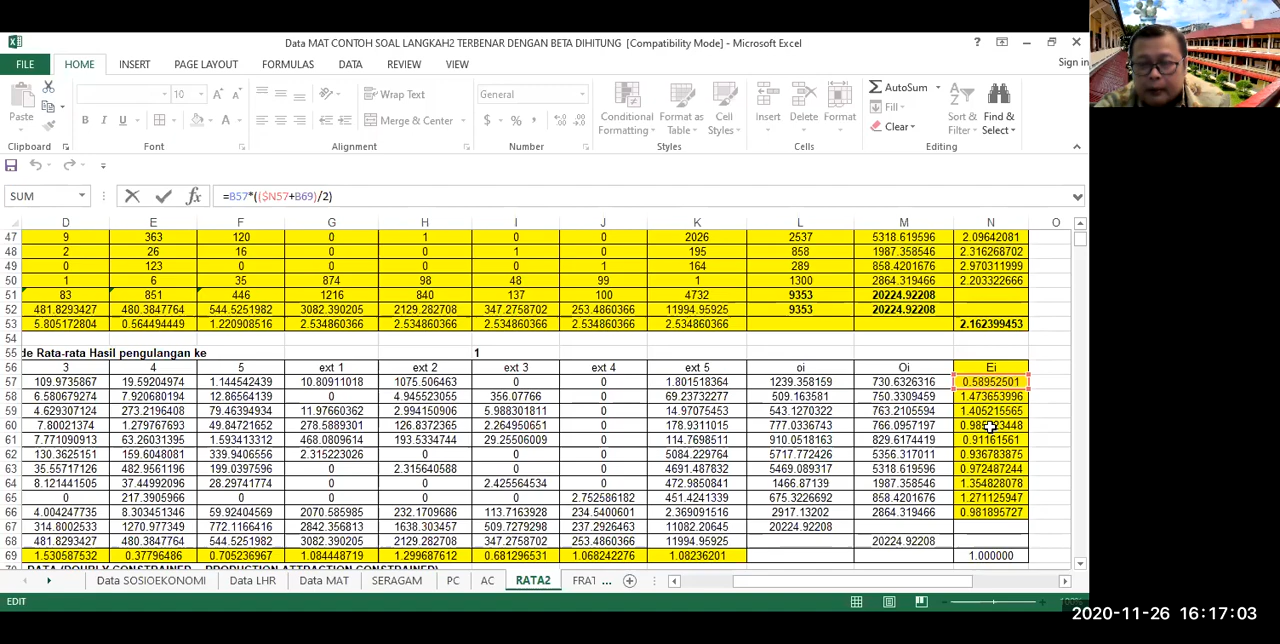 Data MAT CONTOH SOAL LANGKAH2 TERBENAR DENGAN BETA DIHITUNG [Compatibility Mode] - Microsoft Excel
FILE HOME INSERT PAGE LAYOUT FORMULAS DATA REVIEW VIEW Sign in
Paste 10 A A Wrap Text General Conditional Formatting Format as Table Cell Styles Insert Delete Format AutoSum Fill Clear Sort & Filter Find & Select
B I U A Merge & Center $ % ,
Clipboard Font Alignment Number Styles Cells Editing
SUM fx =B57*(($N57+B69)/2)
D E F G H I J K L M N O
47 9 363 120 0 1 0 0 2026 2537 5318.619596 2.09642081
48 2 26 16 0 0 1 0 195 858 1987.358546 2.316268702
49 0 123 0 0 0 0 1 164 289 858.4201676 2.970311999
50 1 6 35 874 98 48 99 1 1300 2864.319466 2.203322666
51 83 851 446 1216 840 137 100 4732 9353 20224.92208
52 481.8293427 480.3847764 544.5251982 3082.390205 2129.282708 347.2758702 253.4860366 11994.95925 9353 20224.92208
53 5.805172804 0.564494449 1.220908516 2.534860366 2.534860366 2.534860366 2.534860366 2.534860366 2.162399453
54
55 de Rata-rata Hasil pengulangan ke 1
56 3 4 5 ext 1 ext 2 ext 3 ext 4 ext 5 oi Oi Ei
57 109.9735867 19.59204974 1.144542439 10.80911018 1075.506463 0 0 1.801518364 1239.358159 730.6326316 0.58952501
58 6.580679274 7.920680194 12.86564139 0 4.945523055 356.07766 0 69.23732277 509.163581 750.3309459 1.473653996
59 4.629307114 273.2196408 79.46394934 11.97660362 2.994150906 5.988301811 0 14.97075453 543.1270322 763.2105594 1.405215565
60 7.80021374 1.279767693 49.84721652 278.5889301 126.8372365 2.264950651 0 178.9311015 777.0336743 766.0957197
61 7.771090913 63.26031395 1.593413312 468.0809614 193.5334744 29.25506009 0 114.7698511 910.0518163 829.6174419 0.91161561
62 130.3625151 159.6048081 339.9406556 2.315223026 0 0 0 5084.229764 5717.772426 5356.317011 0.936783875
63 35.55717126 482.9561196 199.0397596 0 2.315640588 0 0 4691.487832 5469.089317 5318.619596 0.972487244
64 8.121441505 37.44992096 28.29741774 0 0 2.425564534 0 472.9850841 1466.87139 1987.358546 1.354828078
65 0 217.3905966 0 0 0 0 2.752586182 451.4241339 675.3226692 858.4201676 1.271125947
66 4.004247735 8.303451346 59.92404569 2070.585985 232.1709686 113.7163928 234.5400601 2.369091516 2917.13202 2864.319466 0.981895727
67 314.8002533 1270.977349 772.1166416 2842.356813 1638.303457 509.7279298 237.2926463 11082.20645 20224.92208
68 481.8293427 480.3847764 544.5251982 3082.390205 2129.282708 347.2758702 253.4860366 11994.95925 20224.92208
69 1.530587532 0.37796486 0.705236967 1.084448719 1.299687612 0.681296531 1.068242276 1.08236201 1.000000
Data SOSIOEKONOMI Data LHR Data MAT SERAGAM PC AC RATA2 FRAT ...
EDIT
2020-11-26 16:17:03